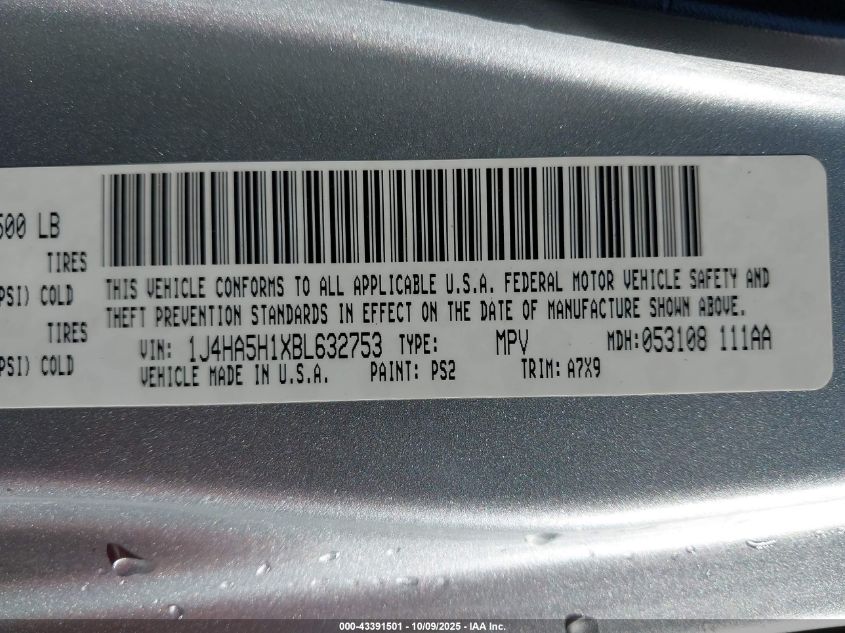 500 LB
TIRES
PSI) COLD
TIRES
PSI) COLD
THIS VEHICLE CONFORMS TO ALL APPLICABLE U.S.A. FEDERAL MOTOR VEHICLE SAFETY AND
THEFT PREVENTION STANDARDS IN EFFECT ON THE DATE OF MANUFACTURE SHOWN ABOVE.
VIN: 1J4HA5H1XBL632753 TYPE: MPV MDH:053108 111AA
VEHICLE MADE IN U.S.A. PAINT: PS2 TRIM: A7X9
000-43391501 - 10/09/2025 - IAA Inc.